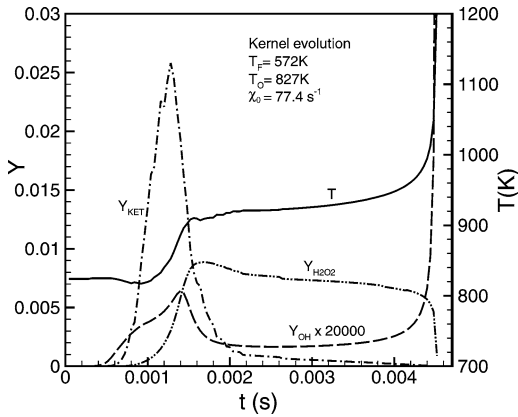 0.03
0.025
0.02
0.015
0.01
0.005
0
Y
1200
1100
1000
900
800
700
T(K)
Kernel evolution
T_F= 572K
T_O= 827K
χ₀ = 77.4 s⁻¹
Y_KET
T
Y_H2O2
Y_OH x 20000
0 0.001 0.002 0.003 0.004
t (s)